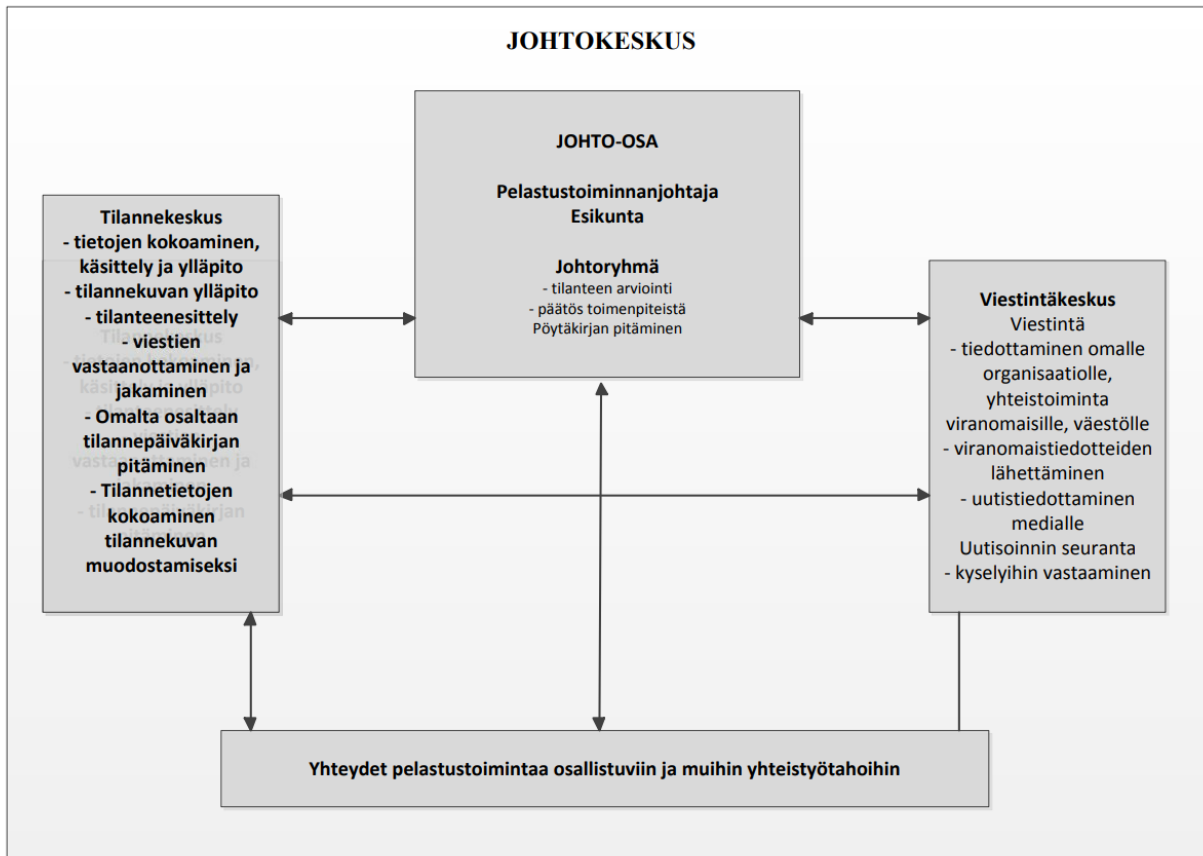 JOHTOKESKUS
JOHTO-OSA
Pelastustoiminnanjohtaja
Esikunta
Johtoryhmä
- tilanteen arviointi
- päätös toimenpiteistä
Pöytäkirjan pitäminen
Tilannekeskus
- tietojen kokoaminen,
käsittely ja ylläpito
- tilannekuvan ylläpito
- tilanteenesittely
- viestien
vastaanottaminen ja
jakaminen
- Omalta osaltaan
tilannepäiväkirjan
pitäminen
- Tilannetietojen
kokoaminen
tilannekuvan
muodostamiseksi
Viestintäkeskus
Viestintä
- tiedottaminen omalle
organisaatiolle,
yhteistoiminta
viranomaisille, väestölle
- viranomaistiedotteiden
lähettäminen
- uutistiedottaminen
medialle
Uutisoinnin seuranta
- kyselyihin vastaaminen
Yhteydet pelastustoimintaa osallistuviin ja muihin yhteistyötahoihin